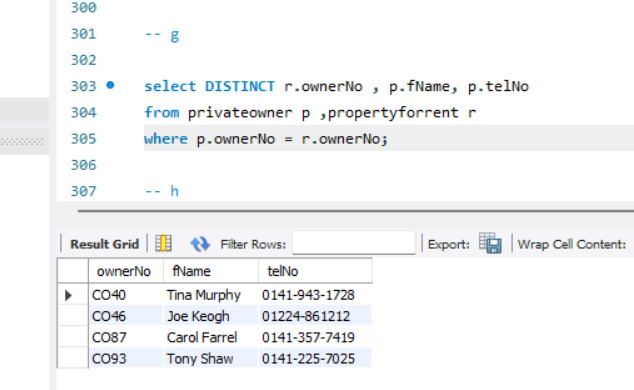 300
301 -- g
302
303 select DISTINCT r.ownerNo , p.fName, p.telNo
304 from privateowner p ,propertyforrent r
305 where p.ownerNo = r.ownerNo;
306
307 -- h
Result Grid Filter Rows: Export: Wrap Cell Content:
ownerNo fName telNo
CO40 Tina Murphy 0141-943-1728
CO46 Joe Keogh 01224-861212
CO87 Carol Farrel 0141-357-7419
CO93 Tony Shaw 0141-225-7025